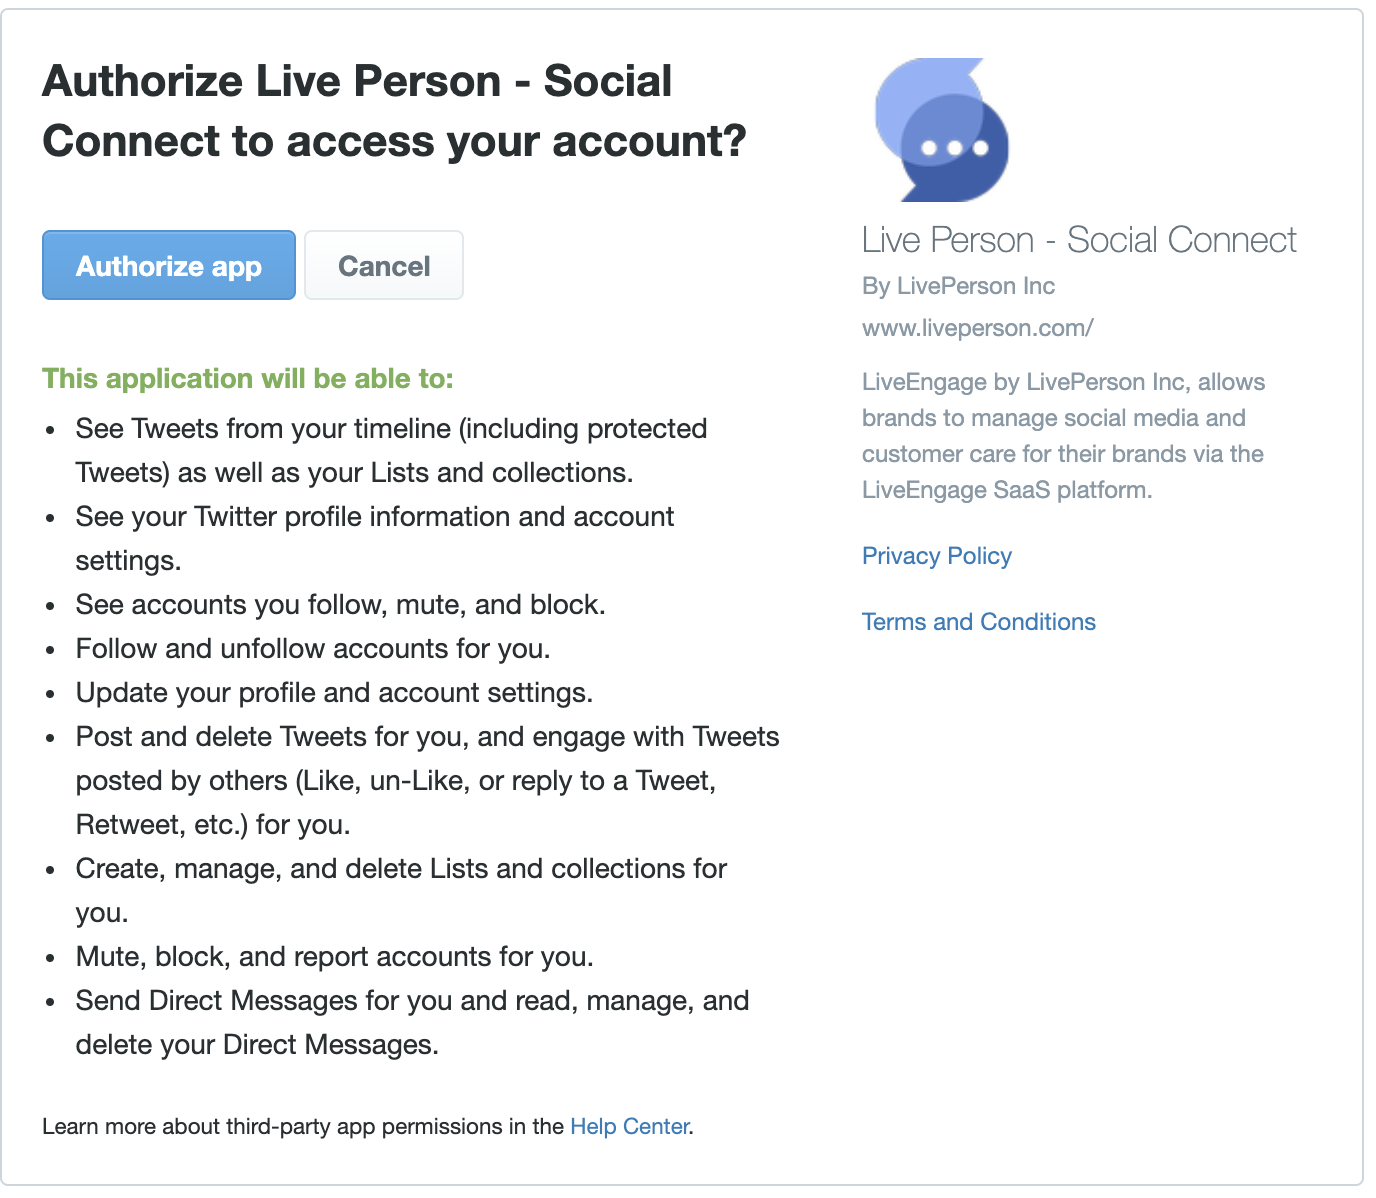 Authorize Live Person - Social
Connect to access your account?
Authorize app
Cancel
This application will be able to:
• See Tweets from your timeline (including protected
Tweets) as well as your Lists and collections.
• See your Twitter profile information and account
settings.
• See accounts you follow, mute, and block.
• Follow and unfollow accounts for you.
• Update your profile and account settings.
• Post and delete Tweets for you, and engage with Tweets
posted by others (Like, un-Like, or reply to a Tweet,
Retweet, etc.) for you.
• Create, manage, and delete Lists and collections for
you.
• Mute, block, and report accounts for you.
• Send Direct Messages for you and read, manage, and
delete your Direct Messages.
Learn more about third-party app permissions in the Help Center.
Live Person - Social Connect
By LivePerson Inc
www.liveperson.com/
LiveEngage by LivePerson Inc, allows
brands to manage social media and
customer care for their brands via the
LiveEngage SaaS platform.
Privacy Policy
Terms and Conditions